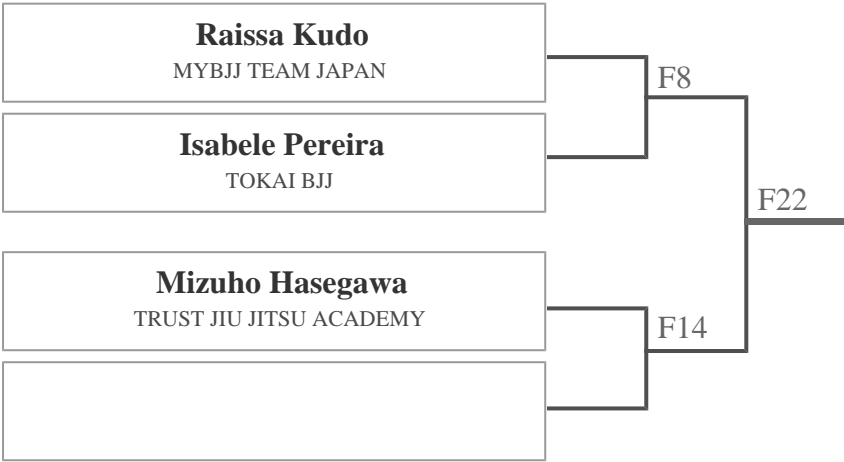 Raissa Kudo
MYBJJ TEAM JAPAN
F8
Isabele Pereira
TOKAI BJJ
F22
Mizuho Hasegawa
TRUST JIU JITSU ACADEMY
F14